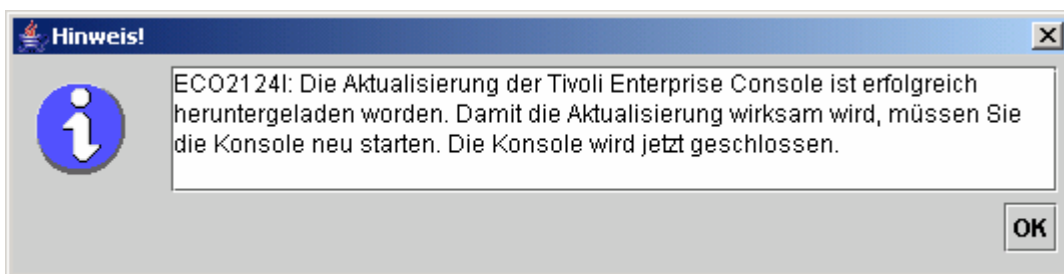 Hinweis!
ECO2124I: Die Aktualisierung der Tivoli Enterprise Console ist erfolgreich
heruntergeladen worden. Damit die Aktualisierung wirksam wird, müssen Sie
die Konsole neu starten. Die Konsole wird jetzt geschlossen.
OK